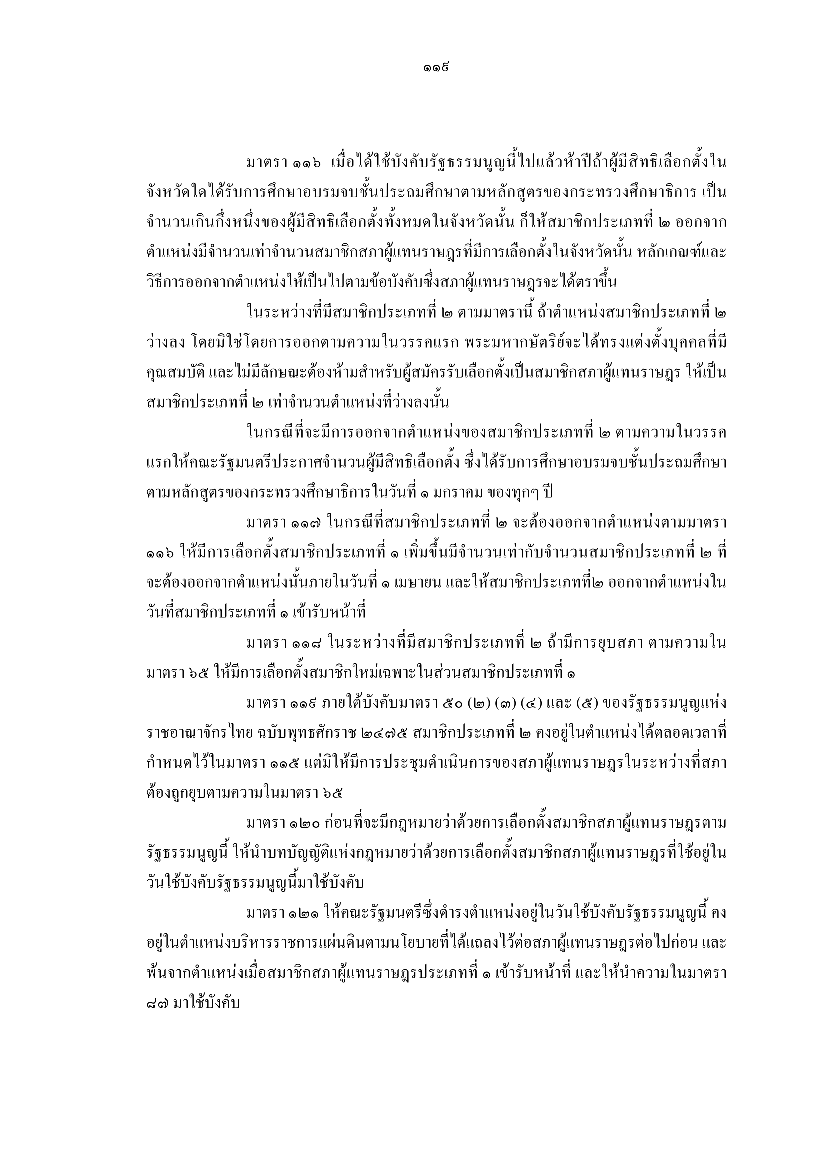 ๑๑๙
มาตรา ๑๑๖ เมื่อได้ใช้บังคับรัฐธรรมนูญนี้ไปแล้วห้าปีถ้าผู้มีสิทธิเลือกตั้งใน
จังหวัดใดได้รับการศึกษาอบรมจบชั้นประถมศึกษาตามหลักสูตรของกระทรวงศึกษาธิการ เป็น
จำนวนเกินกึ่งหนึ่งของผู้มีสิทธิเลือกตั้งทั้งหมดในจังหวัดนั้น ก็ให้สมาชิกประเภทที่ ๒ ออกจาก
ตำแหน่งมีจำนวนเท่าจำนวนสมาชิกสภาผู้แทนราษฎรที่มีการเลือกตั้งในจังหวัดนั้น หลักเกณฑ์และ
วิธีการออกจากตำแหน่งให้เป็นไปตามข้อบังคับซึ่งสภาผู้แทนราษฎรจะได้ตราขึ้น
ในระหว่างที่มีสมาชิกประเภทที่ ๒ ตามมาตรานี้ ถ้าตำแหน่งสมาชิกประเภทที่ ๒
ว่างลง โดยมิใช่โดยการออกตามความในวรรคแรก พระมหากษัตริย์จะได้ทรงแต่งตั้งบุคคลที่มี
คุณสมบัติ และไม่มีลักษณะต้องห้ามสำหรับผู้สมัครรับเลือกตั้งเป็นสมาชิกสภาผู้แทนราษฎร ให้เป็น
สมาชิกประเภทที่ ๒ เท่าจำนวนตำแหน่งที่ว่างลงนั้น
ในกรณีที่จะมีการออกจากตำแหน่งของสมาชิกประเภทที่ ๒ ตามความในวรรค
แรกให้คณะรัฐมนตรีประกาศจำนวนผู้มีสิทธิเลือกตั้ง ซึ่งได้รับการศึกษาอบรมจบชั้นประถมศึกษา
ตามหลักสูตรของกระทรวงศึกษาธิการในวันที่ ๑ มกราคม ของทุกๆ ปี
มาตรา ๑๑๗ ในกรณีที่สมาชิกประเภทที่ ๒ จะต้องออกจากตำแหน่งตามมาตรา
๑๑๖ ให้มีการเลือกตั้งสมาชิกประเภทที่ ๑ เพิ่มขึ้นมีจำนวนเท่ากับจำนวนสมาชิกประเภทที่ ๒ ที่
จะต้องออกจากตำแหน่งนั้นภายในวันที่ ๑ เมษายน และให้สมาชิกประเภทที่๒ ออกจากตำแหน่งใน
วันที่สมาชิกประเภทที่ ๑ เข้ารับหน้าที่
มาตรา ๑๑๘ ในระหว่างที่มีสมาชิกประเภทที่ ๒ ถ้ามีการยุบสภา ตามความใน
มาตรา ๖๕ ให้มีการเลือกตั้งสมาชิกใหม่เฉพาะในส่วนสมาชิกประเภทที่ ๑
มาตรา ๑๑๙ ภายใต้บังคับมาตรา ๕๐ (๒) (๓) (๔) และ (๕) ของรัฐธรรมนูญแห่ง
ราชอาณาจักรไทย ฉบับพุทธศักราช ๒๔๗๕ สมาชิกประเภทที่ ๒ คงอยู่ในตำแหน่งได้ตลอดเวลาที่
กำหนดไว้ในมาตรา ๑๑๕ แต่มิให้มีการประชุมดำเนินการของสภาผู้แทนราษฎรในระหว่างที่สภา
ต้องถูกยุบตามความในมาตรา ๖๕
มาตรา ๑๒๐ ก่อนที่จะมีกฎหมายว่าด้วยการเลือกตั้งสมาชิกสภาผู้แทนราษฎรตาม
รัฐธรรมนูญนี้ ให้นำบทบัญญัติแห่งกฎหมายว่าด้วยการเลือกตั้งสมาชิกสภาผู้แทนราษฎรที่ใช้อยู่ใน
วันใช้บังคับรัฐธรรมนูญนี้มาใช้บังคับ
มาตรา ๑๒๑ ให้คณะรัฐมนตรีซึ่งดำรงตำแหน่งอยู่ในวันใช้บังคับรัฐธรรมนูญนี้ คง
อยู่ในตำแหน่งบริหารราชการแผ่นดินตามนโยบายที่ได้แถลงไว้ต่อสภาผู้แทนราษฎรต่อไปก่อน และ
พ้นจากตำแหน่งเมื่อสมาชิกสภาผู้แทนราษฎรประเภทที่ ๑ เข้ารับหน้าที่ และให้นำความในมาตรา
๘๗ มาใช้บังคับ